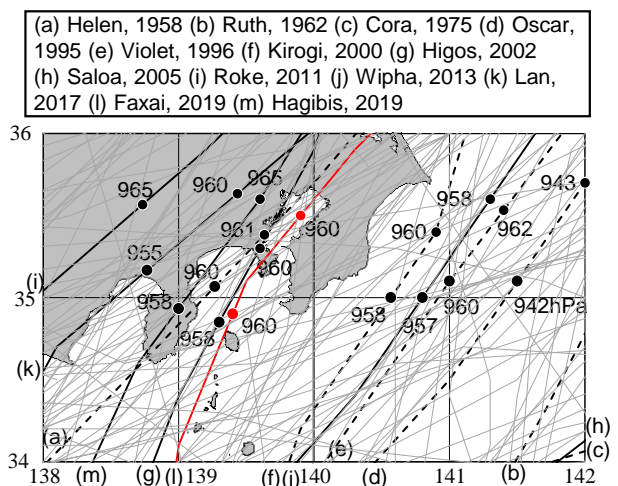 (a) Helen, 1958 (b) Ruth, 1962 (c) Cora, 1975 (d) Oscar,
1995 (e) Violet, 1996 (f) Kirogi, 2000 (g) Higos, 2002
(h) Saloa, 2005 (i) Roke, 2011 (j) Wipha, 2013 (k) Lan,
2017 (l) Faxai, 2019 (m) Hagibis, 2019
36
965 960 965 958 943
961 960 960 962
955 960 960
(i) 35
958 958 957 960 942hPa
958 960
(k)
(a) (e) (h)
34 (c)
138 139 140 141 142
(m) (g) (l) (f) (j) (d) (b)